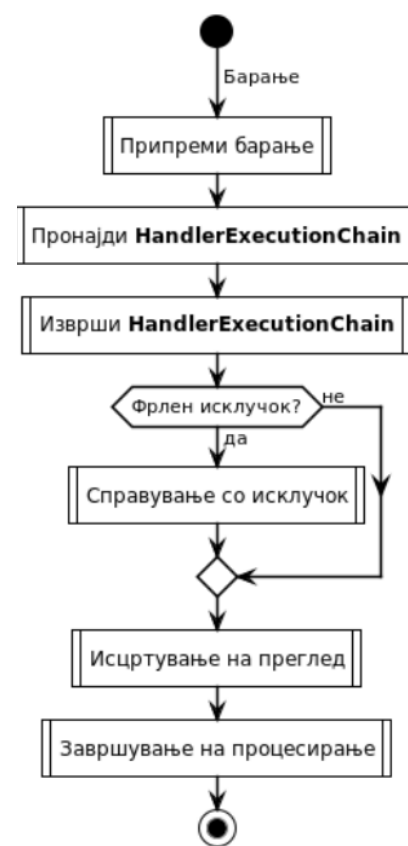 Барање
Припреми барање
Пронајди HandlerExecutionChain
Изврши HandlerExecutionChain
Фрлен исклучок?
не
да
Справување со исклучок
Исцртување на преглед
Завршување на процесирање